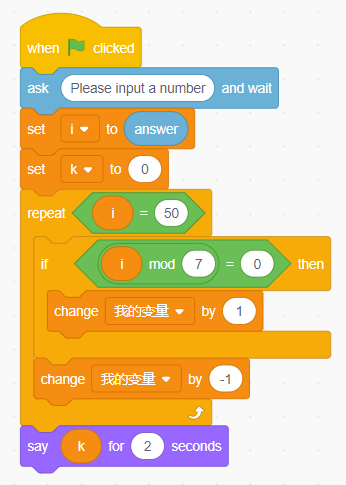 when clicked
ask Please input a number and wait
set i to answer
set k to 0
repeat i = 50
if i mod 7 = 0 then
change 我的变量 by 1
change 我的变量 by -1
say k for 2 seconds